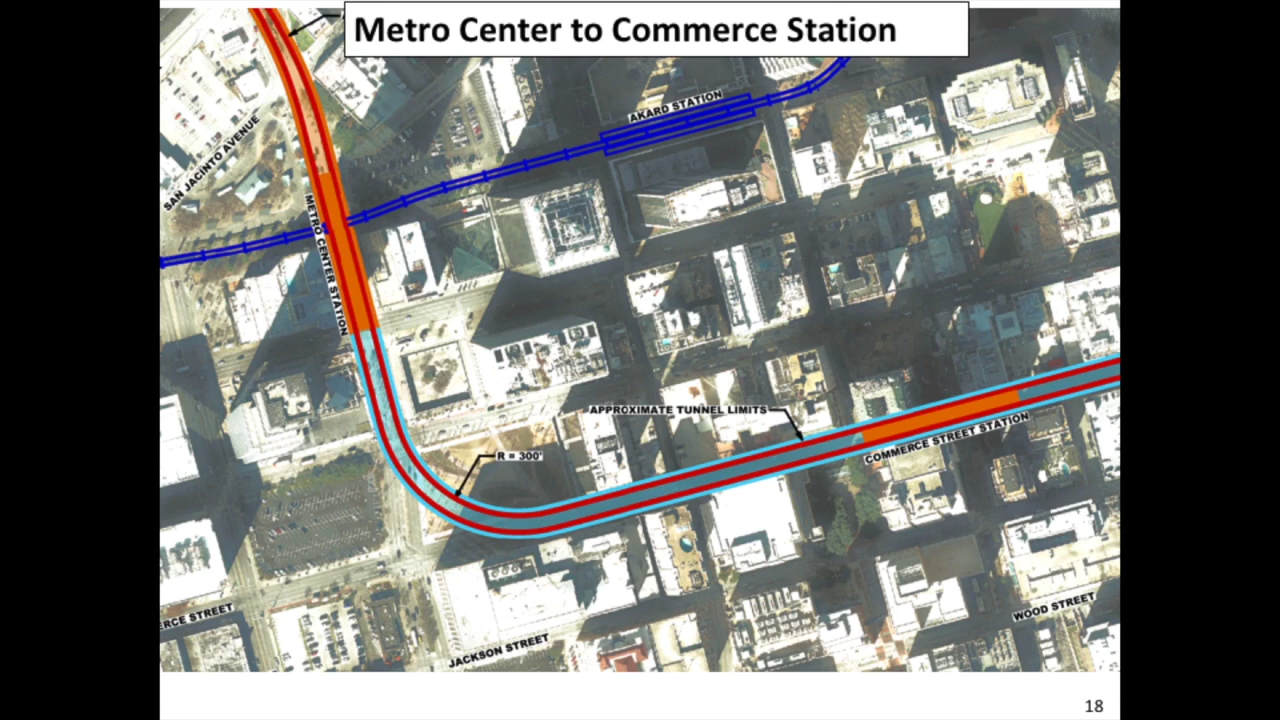 Metro Center to Commerce Station
AKARD STATION
SAN JACINTO AVENUE
METRO CENTER STATION
APPROXIMATE TUNNEL LIMITS
COMMERCE STREET STATION
R = 300'
ERCE STREET
WOOD STREET
JACKSON STREET
18